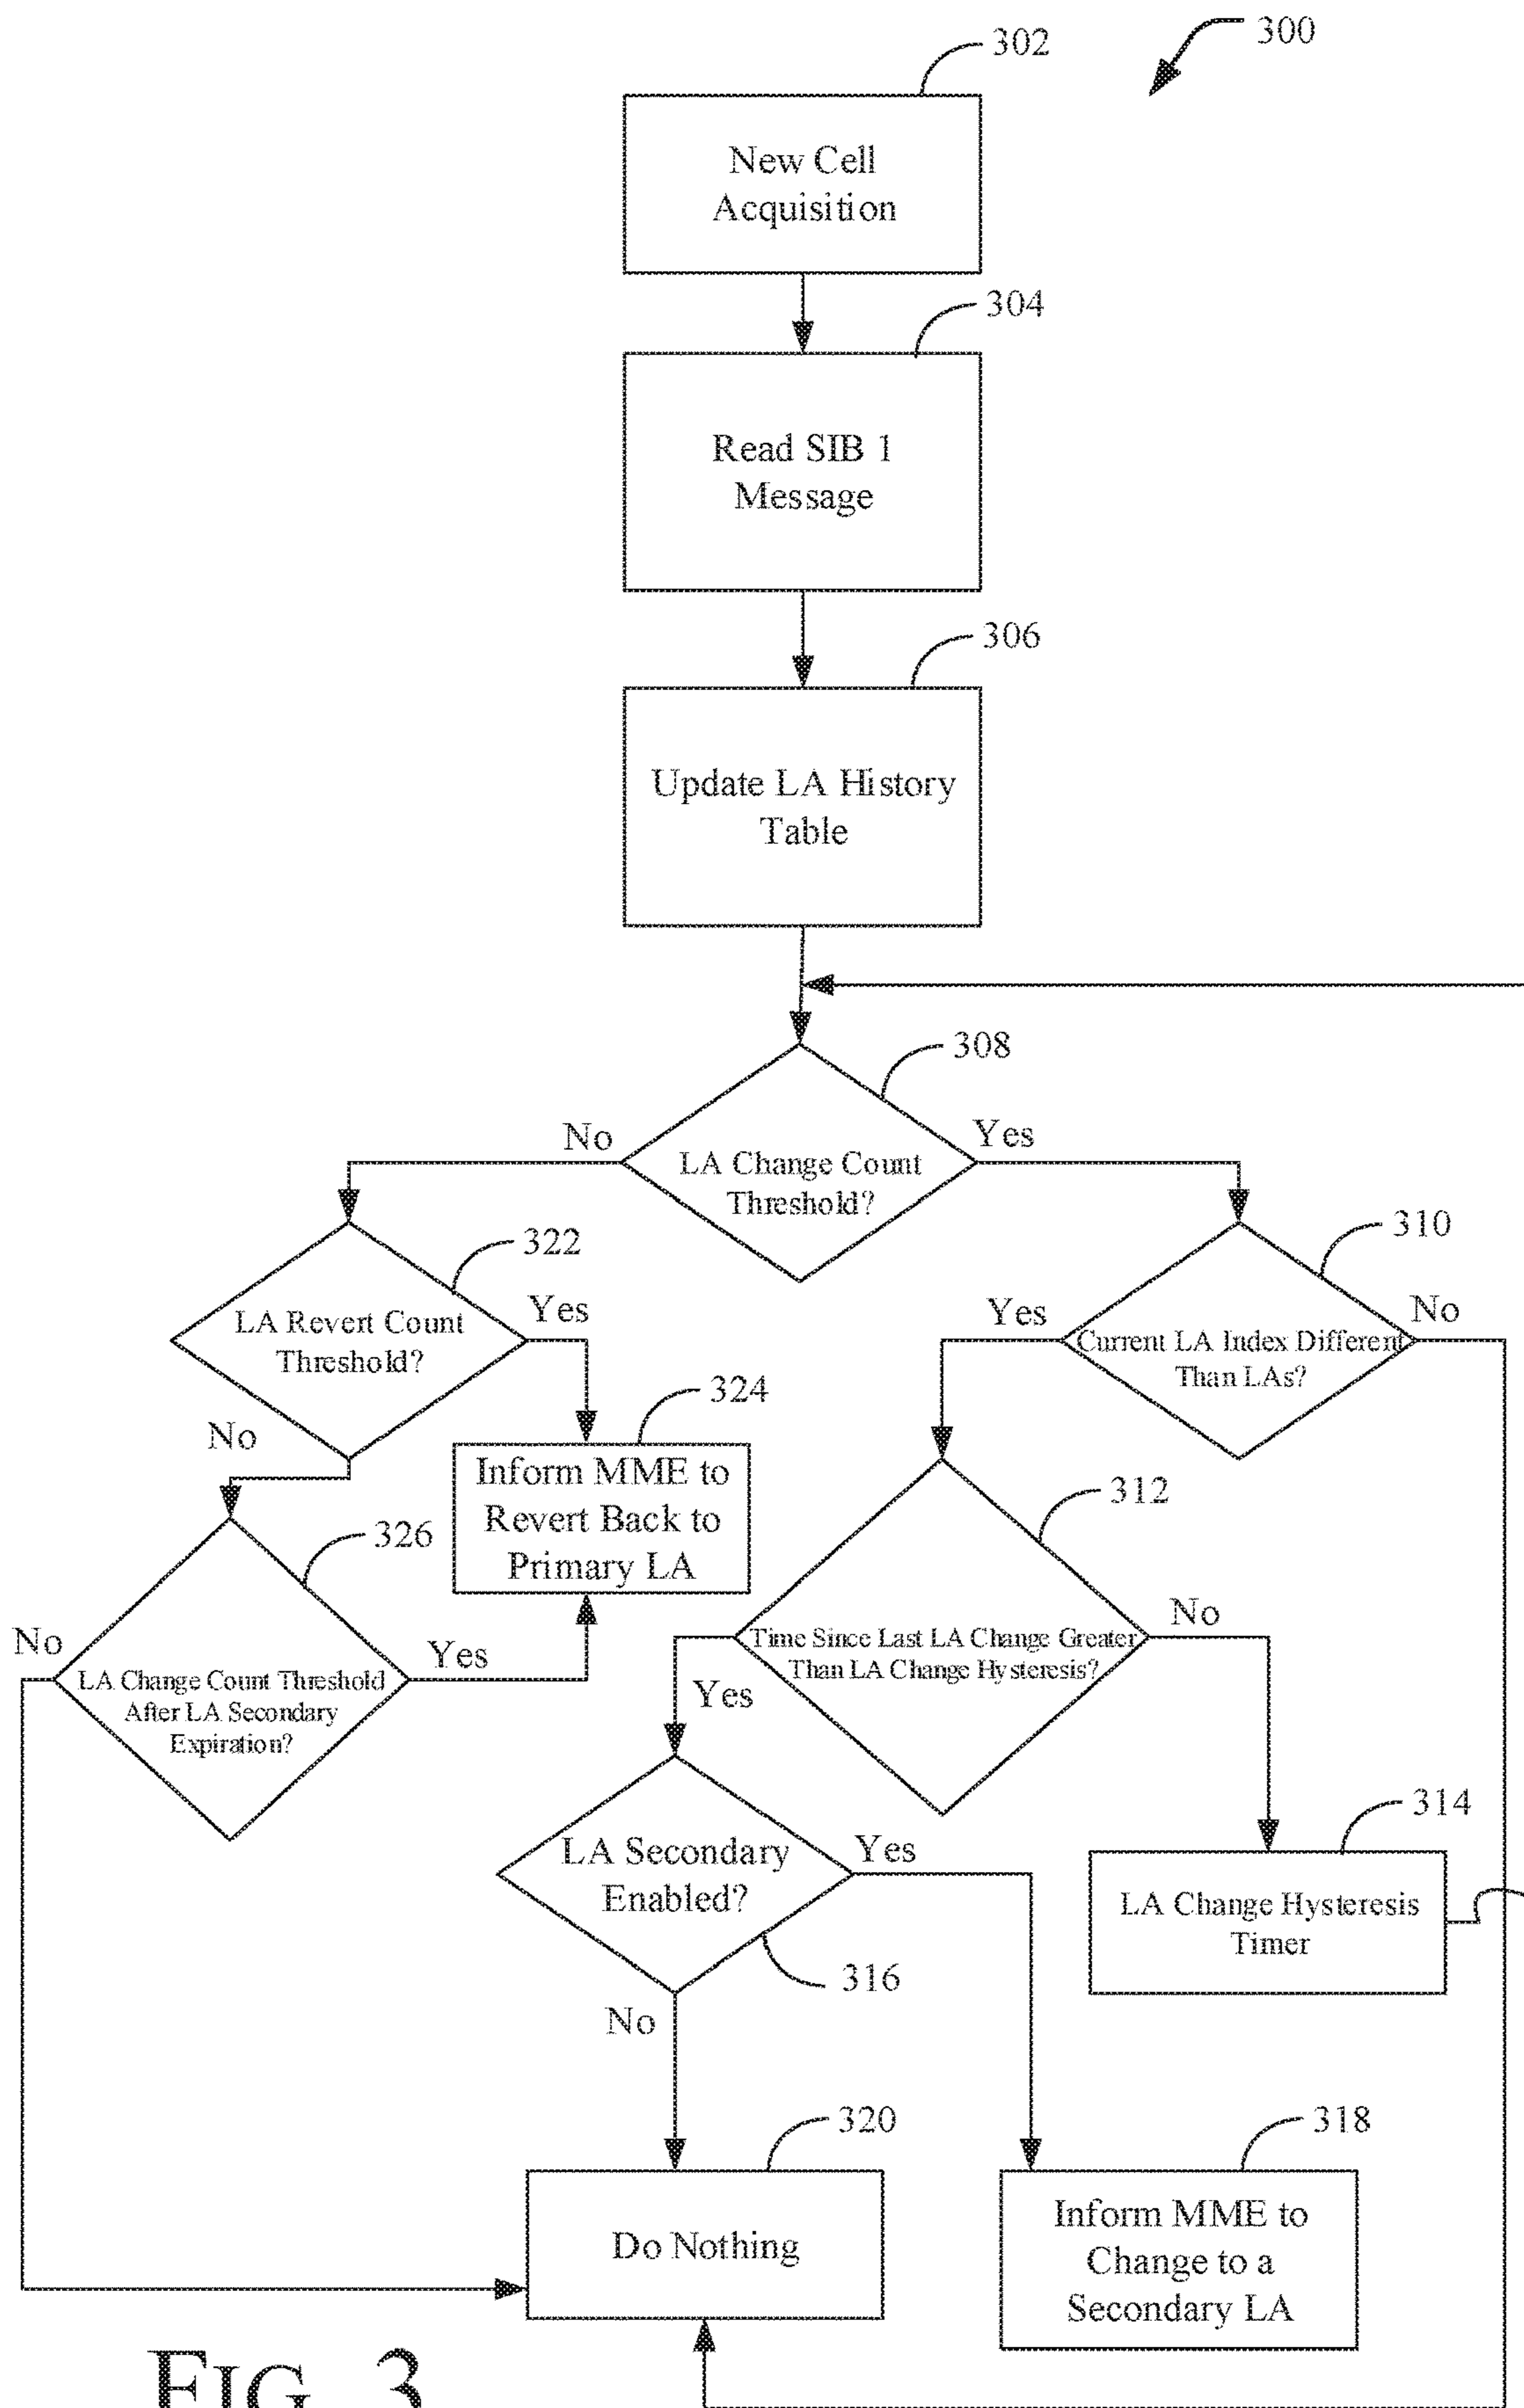 300
302
New Cell
Acquisition
304
Read SIB 1
Message
306
Update LA History
Table
308
No
Yes
LA Change Count
Threshold?
322
310
LA Revert Count
Threshold?
Yes
Yes
No
Current LA Index Different
Than LAs?
324
No
Inform MME to
Revert Back to
Primary LA
312
326
No
Yes
LA Change Count Threshold
After LA Secondary
Expiration?
No
Time Since Last LA Change Greater
Than LA Change Hysteresis?
Yes
314
LA Secondary
Enabled?
Yes
LA Change Hysteresis
Timer
316
No
320
318
Do Nothing
Inform MME to
Change to a
Secondary LA
FIG. 3